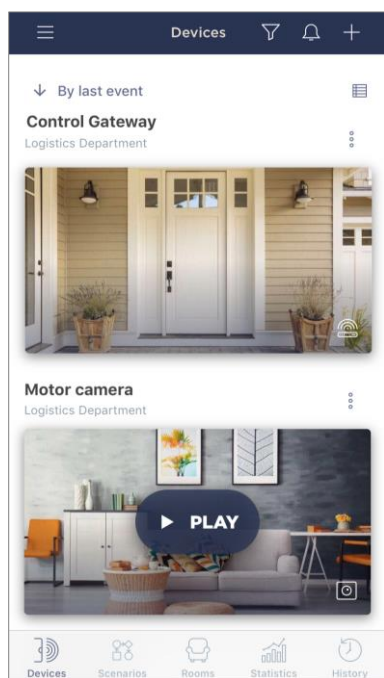 Devices
By last event
Control Gateway
Logistics Department
Motor camera
Logistics Department
PLAY
Devices Scenarios Rooms Statistics History